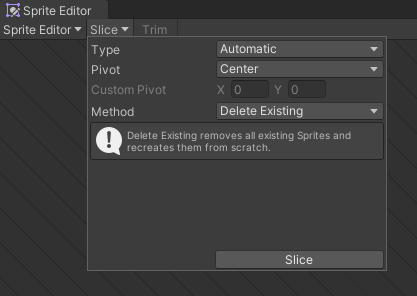 Sprite Editor
Sprite Editor Slice Trim
Type Automatic
Pivot Center
Custom Pivot X 0 Y 0
Method Delete Existing
Delete Existing removes all existing Sprites and
recreates them from scratch.
Slice